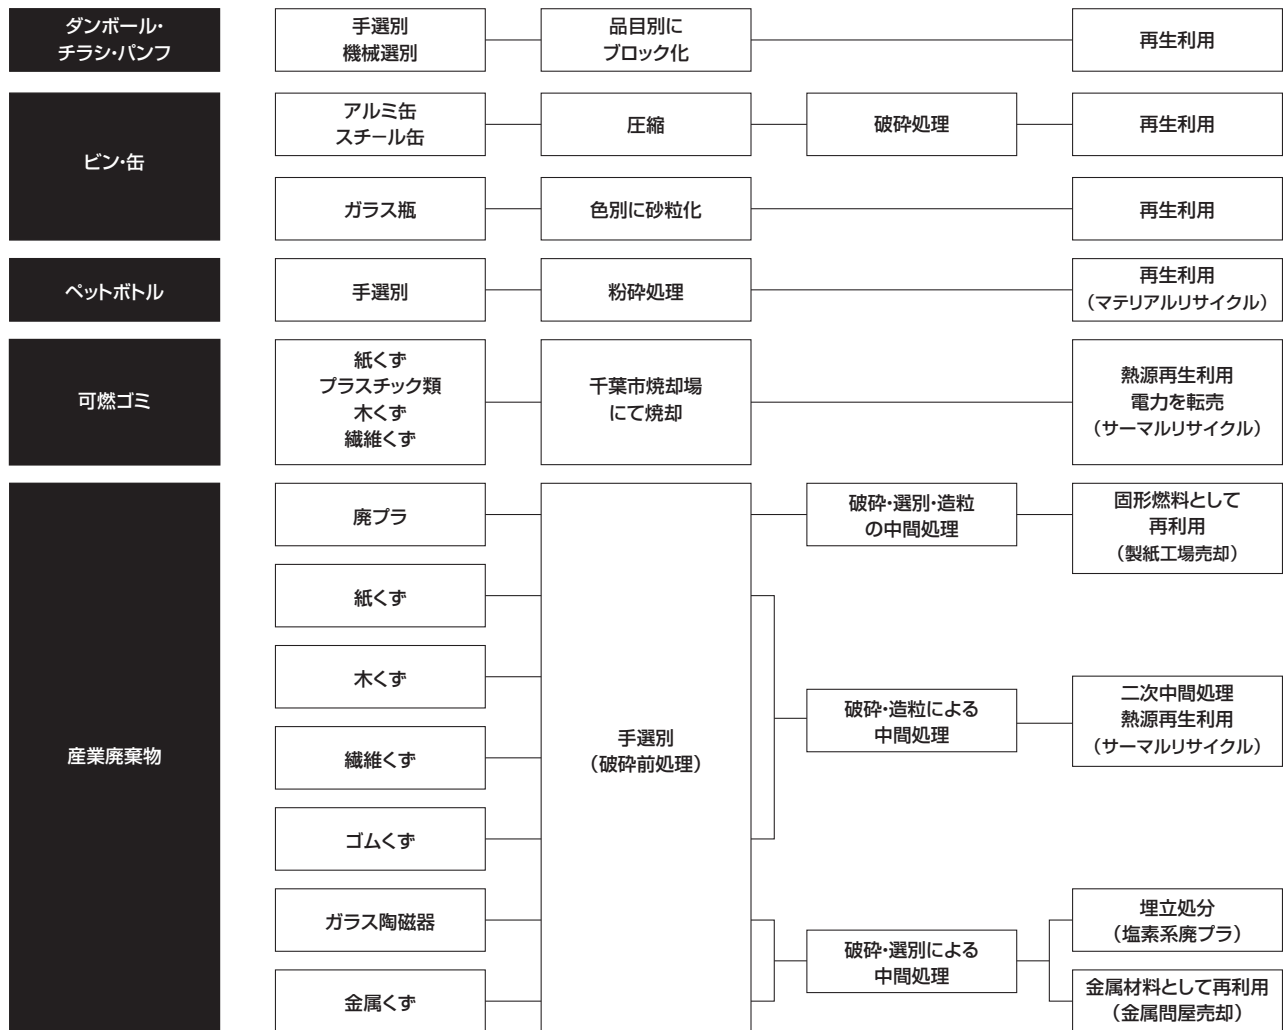 ダンボール・
チラシ・パンフ
手選別
機械選別
品目別に
ブロック化
再生利用
ビン・缶
アルミ缶
スチール缶
圧縮
破砕処理
再生利用
ガラス瓶
色別に砂粒化
再生利用
ペットボトル
手選別
粉砕処理
再生利用
（マテリアルリサイクル）
可燃ゴミ
紙くず
プラスチック類
木くず
繊維くず
千葉市焼却場
にて焼却
熱源再生利用
電力を転売
（サーマルリサイクル）
産業廃棄物
廃プラ
紙くず
木くず
繊維くず
ゴムくず
ガラス陶磁器
金属くず
手選別
（破砕前処理）
破砕・選別・造粒
の中間処理
固形燃料として
再利用
（製紙工場売却）
破砕・造粒による
中間処理
二次中間処理
熱源再生利用
（サーマルリサイクル）
破砕・選別による
中間処理
埋立処分
（塩素系廃プラ）
金属材料として再利用
（金属問屋売却）